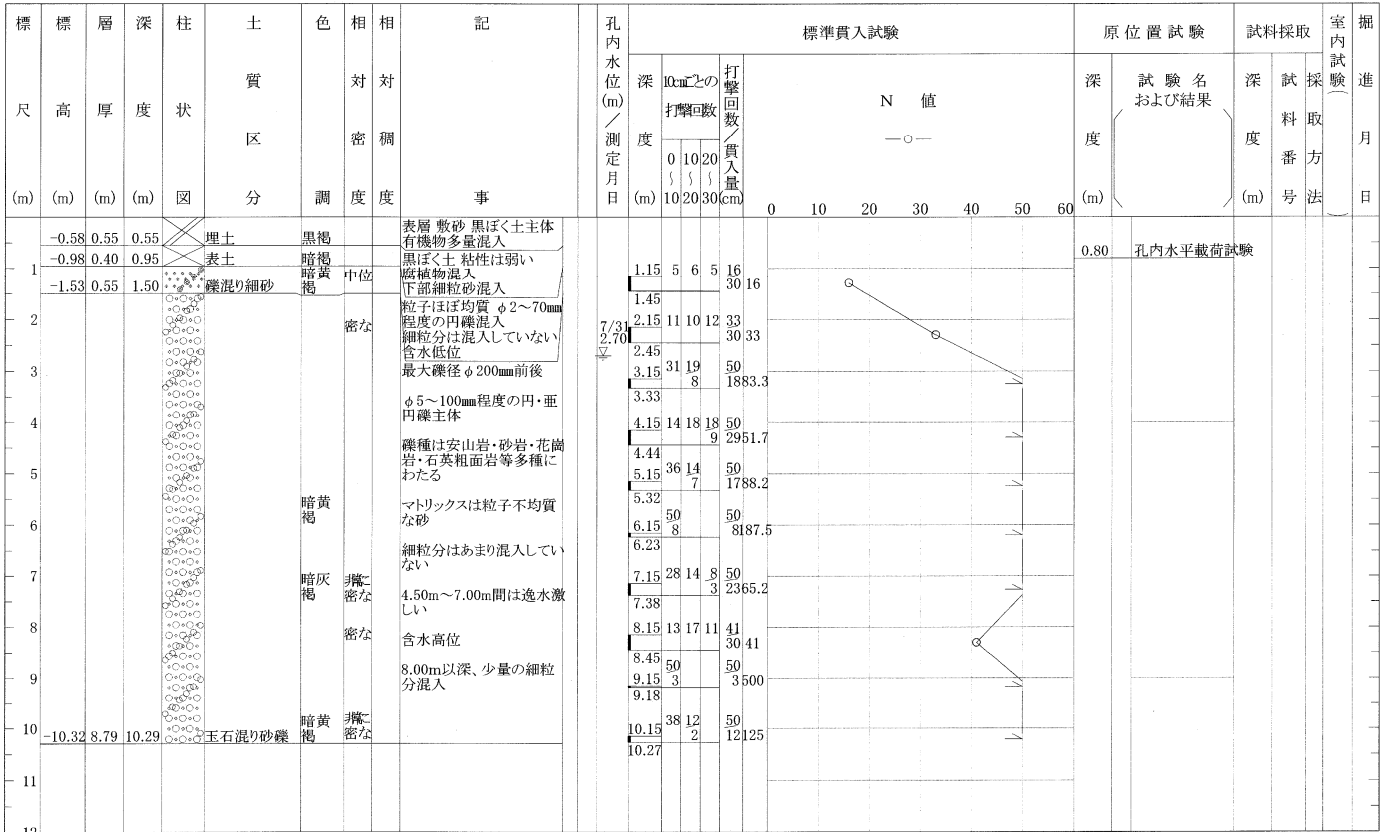 標尺(m)
標高(m)
層厚(m)
深度(m)
柱状図
土質区分
色調
相対密度
相対稠度
記事
孔内水位(m)/測定月日
標準貫入試験
深度(m)
10cmごとの打撃回数
0~10
10~20
20~30
打撃回数/貫入量(cm)
N 値
0 10 20 30 40 50 60
原位置試験
深度(m)
試験名および結果
試料採取
深度(m)
試料番号
採取方法
室内試験( )
掘進月日
-0.58 0.55 0.55 埋土 黒褐
表層 敷砂 黒ぼく土主体
有機物多量混入
-0.98 0.40 0.95 表土 暗褐
黒ぼく土 粘性は弱い
腐植物混入
-1.53 0.55 1.50 礫混り細砂 暗黄褐 中位
下部細粒砂混入
粒子ほぼ均質 φ2~70mm
程度の円礫混入
細粒分は混入していない
含水低位
密な
最大礫径φ200mm前後
φ5~100mm程度の円・亜
円礫主体
礫種は安山岩・砂岩・花崗
岩・石英粗面岩等多種に
わたる
暗黄褐
マトリックスは粒子不均質
な砂
細粒分はあまり混入してい
ない
暗灰褐
非常に密な
4.50m~7.00m間は逸水激
しい
密な
含水高位
8.00m以深、少量の細粒
分混入
暗黄褐
非常に密な
-10.32 8.79 10.29 玉石混り砂礫
7/31
2.70
1
2
3
4
5
6
7
8
9
10
11
12
1.15 5 6 5 16
30 16
1.45
2.15 11 10 12 33
30 33
2.45
3.15 31 19/8 50
18 83.3
3.33
4.15 14 18 18/9 50
29 51.7
4.44
5.15 36 14/7 50
17 88.2
5.32
6.15 50/8 50
8 187.5
6.23
7.15 28 14 8/3 50
23 65.2
7.38
8.15 13 17 11 41
30 41
8.45
9.15 50/3 50
3 500
9.18
10.15 38 12/2 50
12 125
10.27
0.80 孔内水平載荷試験